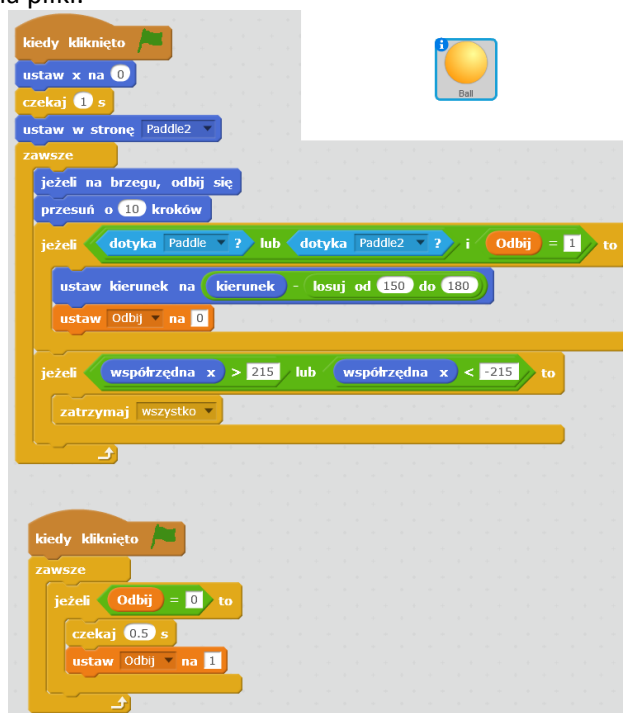 na pliki.
kiedy kliknięto
ustaw x na 0
czekaj 1 s
ustaw w stronę Paddle2
zawsze
jeżeli na brzegu, odbij się
przesuń o 10 kroków
jeżeli dotyka Paddle ? lub dotyka Paddle2 ? i Odbij = 1 to
ustaw kierunek na kierunek - losuj od 150 do 180
ustaw Odbij na 0
jeżeli współrzędna x > 215 lub współrzędna x < -215 to
zatrzymaj wszystko
Ball
kiedy kliknięto
zawsze
jeżeli Odbij = 0 to
czekaj 0.5 s
ustaw Odbij na 1